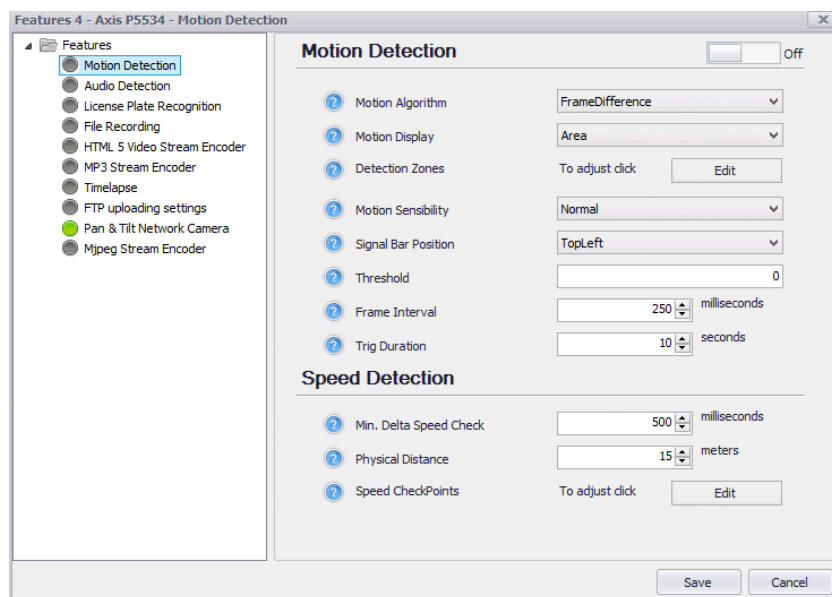 Features 4 - Axis P5534 - Motion Detection
Features
Motion Detection
Audio Detection
License Plate Recognition
File Recording
HTML 5 Video Stream Encoder
MP3 Stream Encoder
Timelapse
FTP uploading settings
Pan & Tilt Network Camera
Mjpeg Stream Encoder
Motion Detection Off
? Motion Algorithm FrameDifference
? Motion Display Area
? Detection Zones To adjust click Edit
? Motion Sensibility Normal
? Signal Bar Position TopLeft
? Threshold 0
? Frame Interval 250 milliseconds
? Trig Duration 10 seconds
Speed Detection
? Min. Delta Speed Check 500 milliseconds
? Physical Distance 15 meters
? Speed CheckPoints To adjust click Edit
Save Cancel